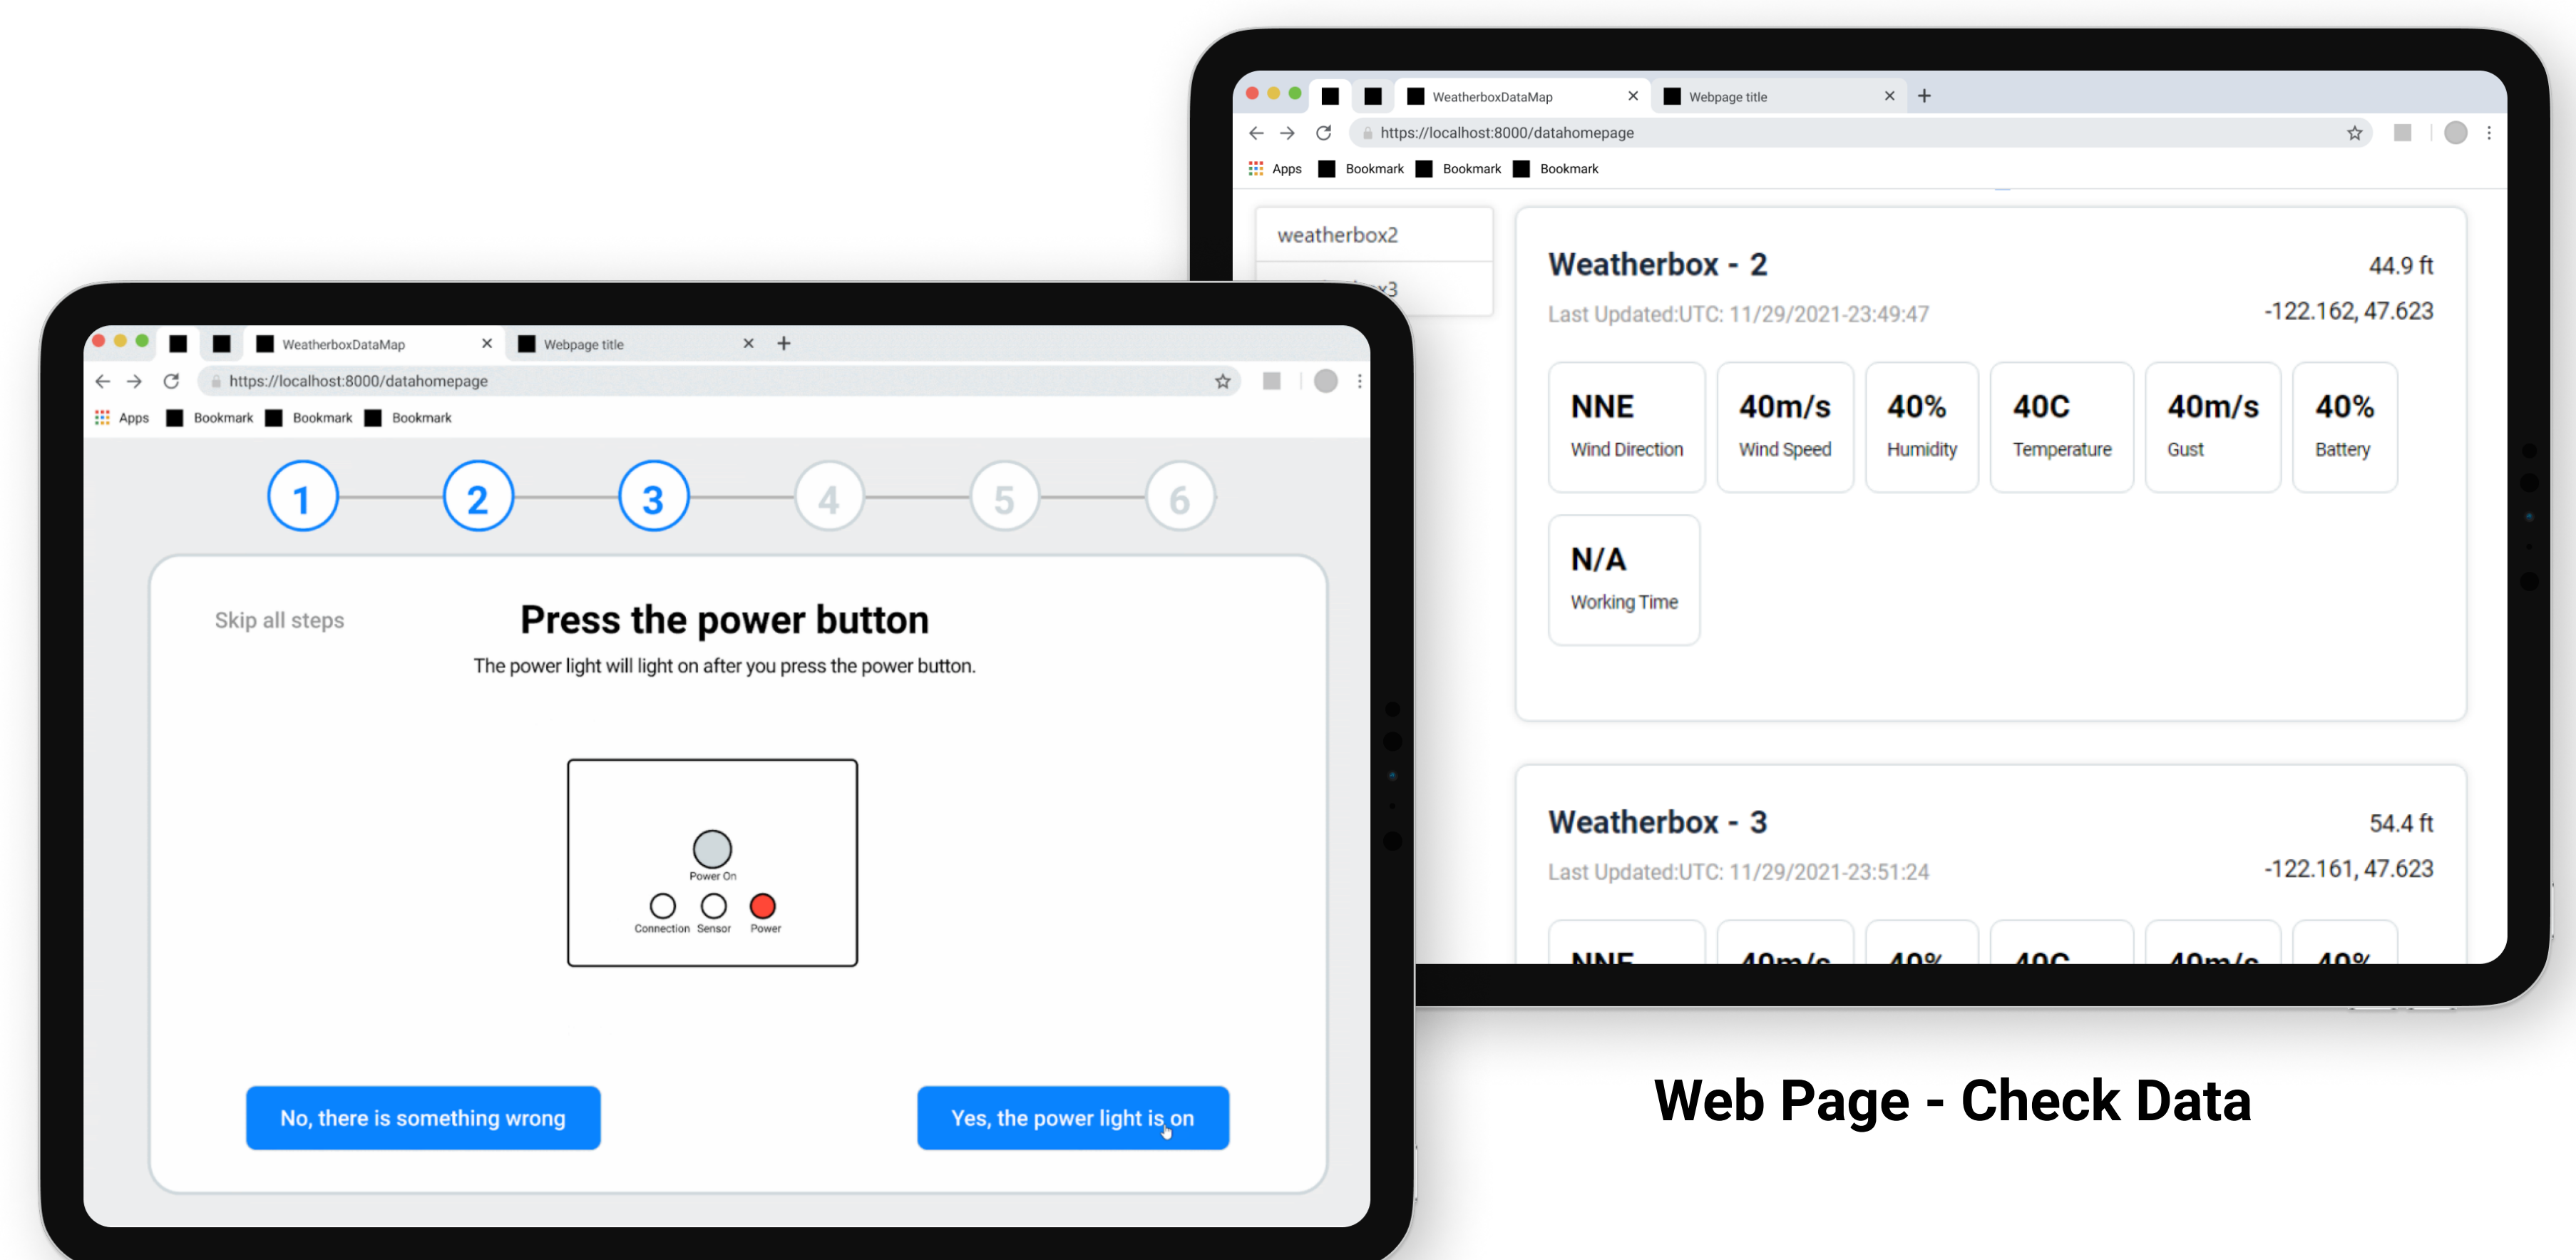 WeatherboxDataMap
Webpage title
https://localhost:8000/datahomepage
Apps Bookmark Bookmark Bookmark
weatherbox2
Weatherbox - 2
44.9 ft
Last Updated:UTC: 11/29/2021-23:49:47
-122.162, 47.623
NNE
Wind Direction
40m/s
Wind Speed
40%
Humidity
40C
Temperature
40m/s
Gust
40%
Battery
N/A
Working Time
Weatherbox - 3
54.4 ft
Last Updated:UTC: 11/29/2021-23:51:24
-122.161, 47.623
NNE 40m/s 40% 40C 40m/s 40%
Web Page - Check Data
WeatherboxDataMap
Webpage title
https://localhost:8000/datahomepage
Apps Bookmark Bookmark Bookmark
1 2 3 4 5 6
Skip all steps
Press the power button
The power light will light on after you press the power button.
Power On
Connection Sensor Power
No, there is something wrong
Yes, the power light is on